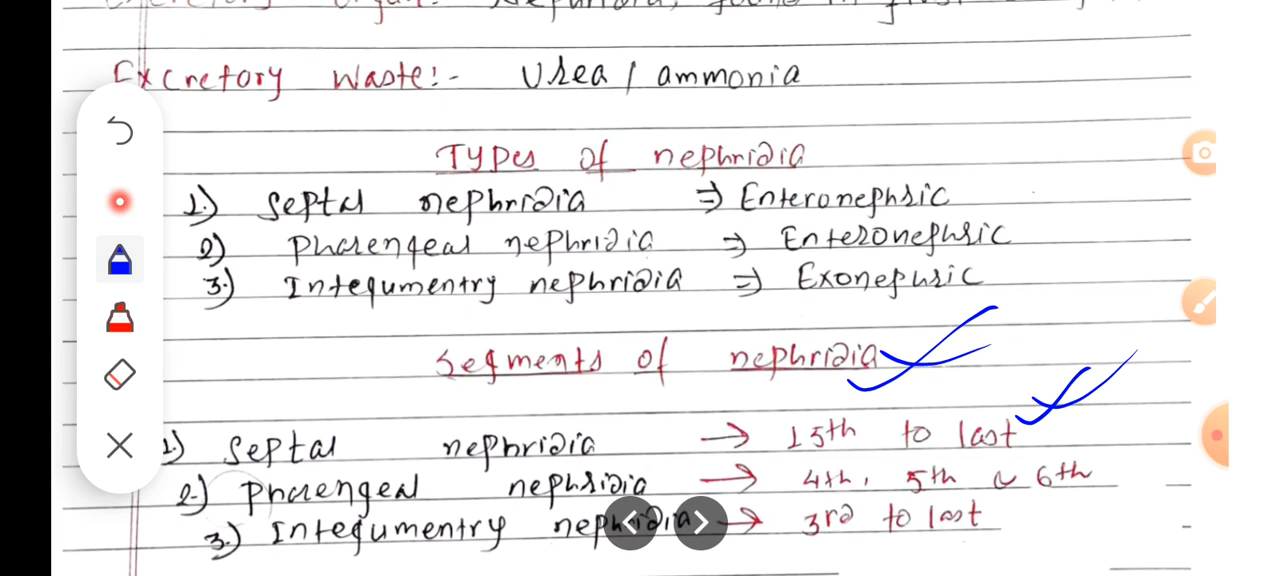 Excretory Waste:- Urea / ammonia
Types of nephridia
1.) Septal nephridia ⇒ Enteronephric
2) Pharengeal nephridia ⇒ Enteronephric
3.) Integumentry nephridia ⇒ Exonephric
Segments of nephridia
1.) Septal nephridia → 15th to last
2.) Pharengeal nephridia → 4th, 5th & 6th
3.) Integumentry nephridia → 3rd to last